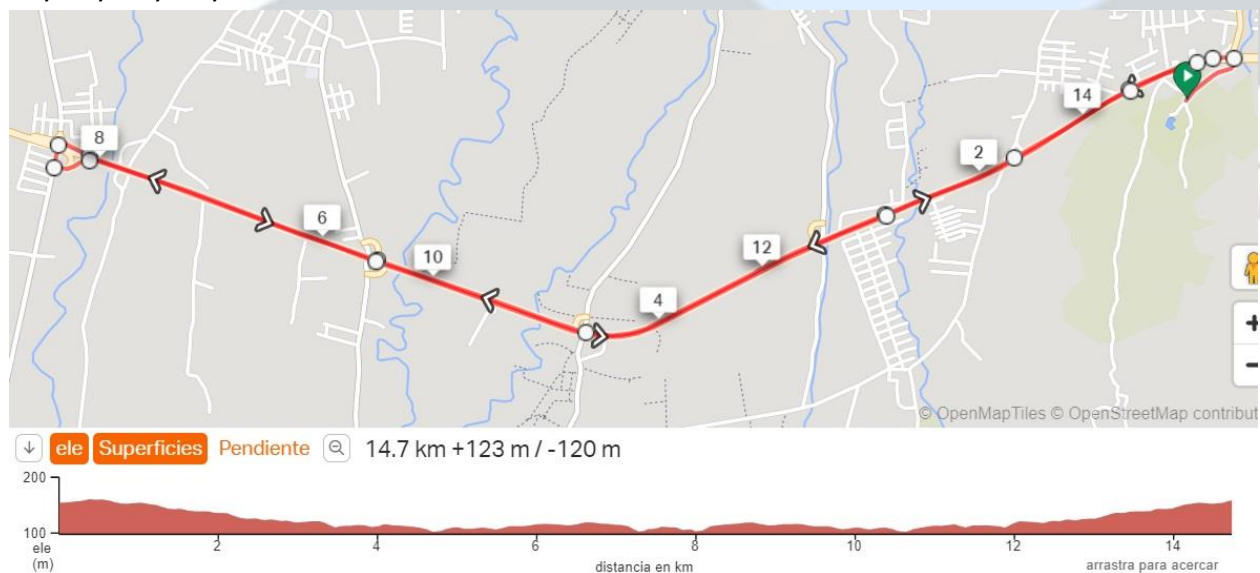 8
14
2
6
10
12
4
+
−
© OpenMapTiles © OpenStreetMap contribut
ele Superficies Pendiente 14.7 km +123 m / -120 m
200
100
ele
(m)
2 4 6 8 10 12 14
distancia en km
arrastra para acercar